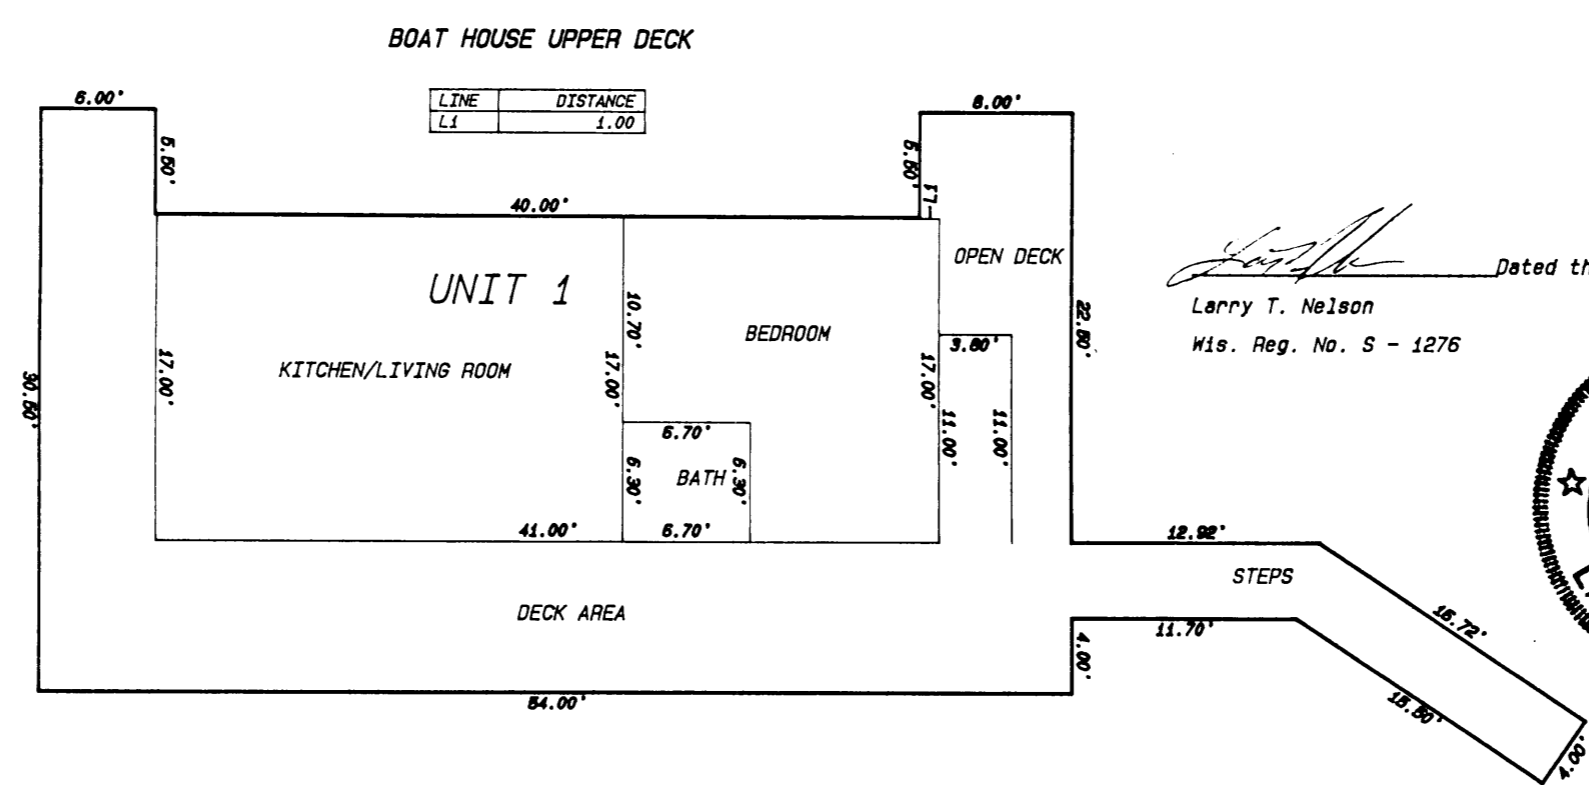 BOAT HOUSE UPPER DECK
LINE DISTANCE
L1 1.00
6.00'
8.00'
5.50'
5.50'
L1
40.00'
OPEN DECK
UNIT 1
10.70'
BEDROOM
22.80'
Dated th
Larry T. Nelson
Wis. Reg. No. S - 1276
KITCHEN/LIVING ROOM
17.00'
17.00'
17.00'
3.80'
30.50'
11.00'
11.00'
6.70'
6.30'
BATH
6.30'
41.00'
6.70'
12.92'
STEPS
DECK AREA
11.70'
15.72'
4.00'
54.00'
15.50'
4.00'